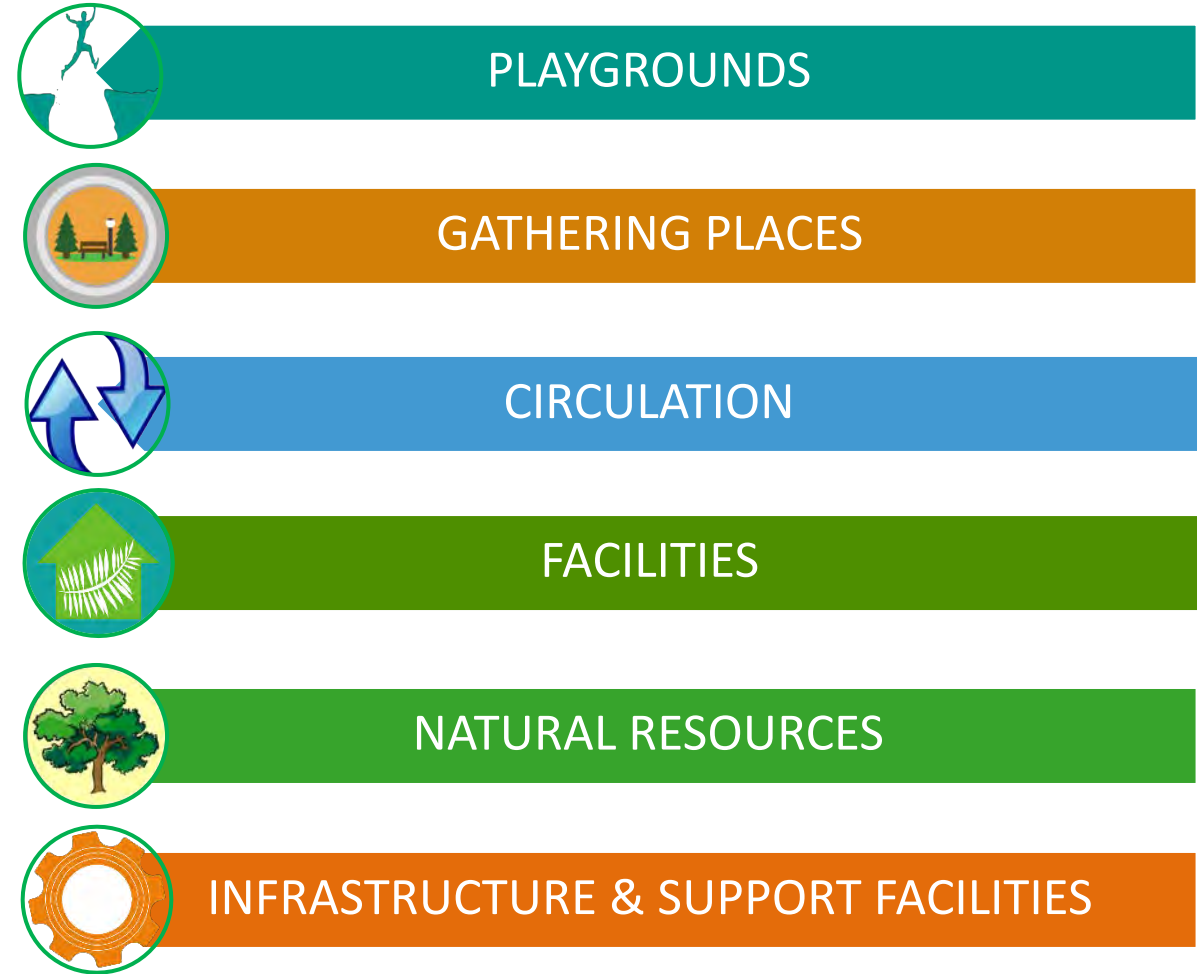 PLAYGROUNDS
GATHERING PLACES
CIRCULATION
FACILITIES
NATURAL RESOURCES
INFRASTRUCTURE & SUPPORT FACILITIES